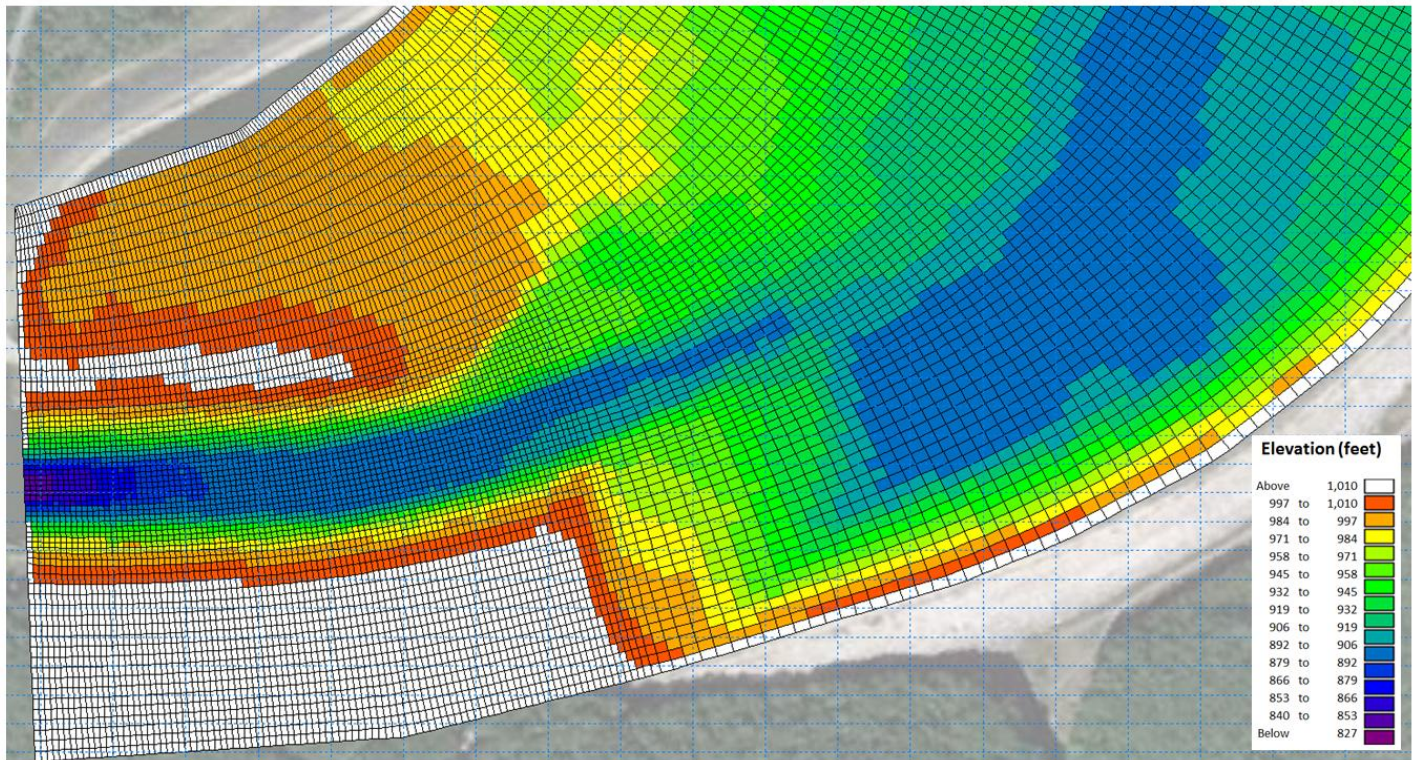 Elevation (feet)
Above 1,010
997 to 1,010
984 to 997
971 to 984
958 to 971
945 to 958
932 to 945
919 to 932
906 to 919
892 to 906
879 to 892
866 to 879
853 to 866
840 to 853
Below 827